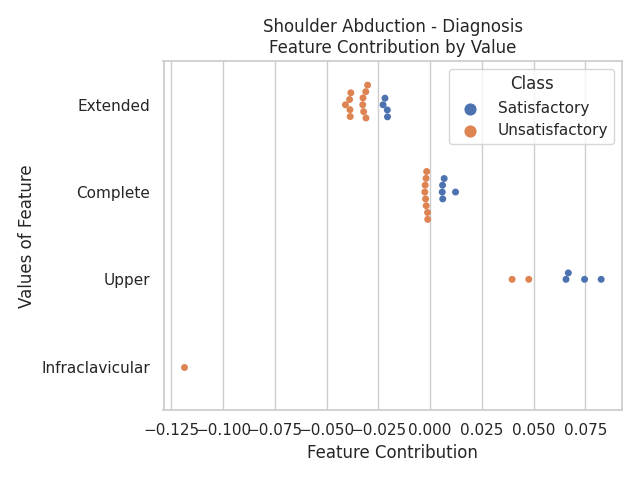 Shoulder Abduction - Diagnosis
Feature Contribution by Value
Class
Satisfactory
Unsatisfactory
Values of Feature
Extended
Complete
Upper
Infraclavicular
−0.125 −0.100 −0.075 −0.050 −0.025 0.000 0.025 0.050 0.075
Feature Contribution